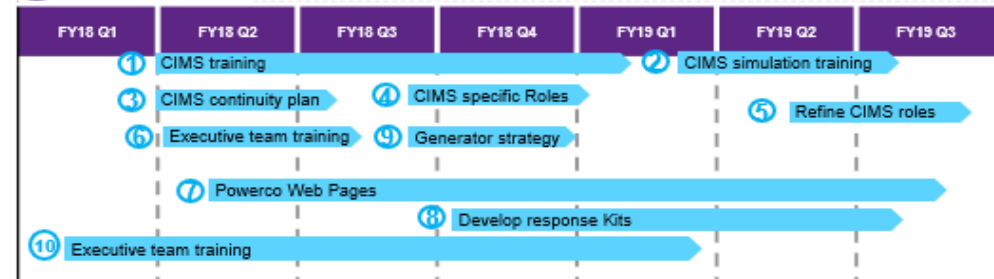 FY18 Q1 FY18 Q2 FY18 Q3 FY18 Q4 FY19 Q1 FY19 Q2 FY19 Q3
1 CIMS training 2 CIMS simulation training
3 CIMS continuity plan 4 CIMS specific Roles
5 Refine CIMS roles
6 Executive team training 9 Generator strategy
7 Powerco Web Pages
8 Develop response Kits
10 Executive team training